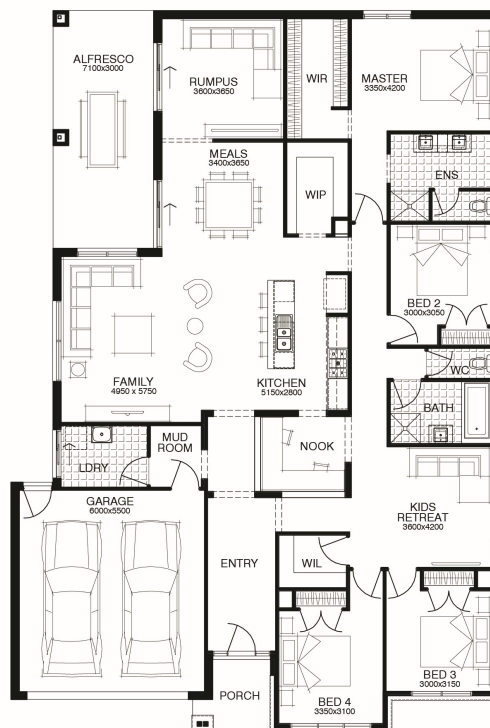 ALFRESCO
7100x3000
RUMPUS
3600x3650
WIR
MASTER
3350x4200
MEALS
3400x3650
WIP
ENS
BED 2
3000x3050
FAMILY
4950 x 5750
KITCHEN
5150x2800
WC
BATH
MUD
ROOM
LDRY
NOOK
GARAGE
6000x5500
KIDS
RETREAT
3600x4200
ENTRY
WIL
BED 3
3000x3150
PORCH
BED 4
3350x3100